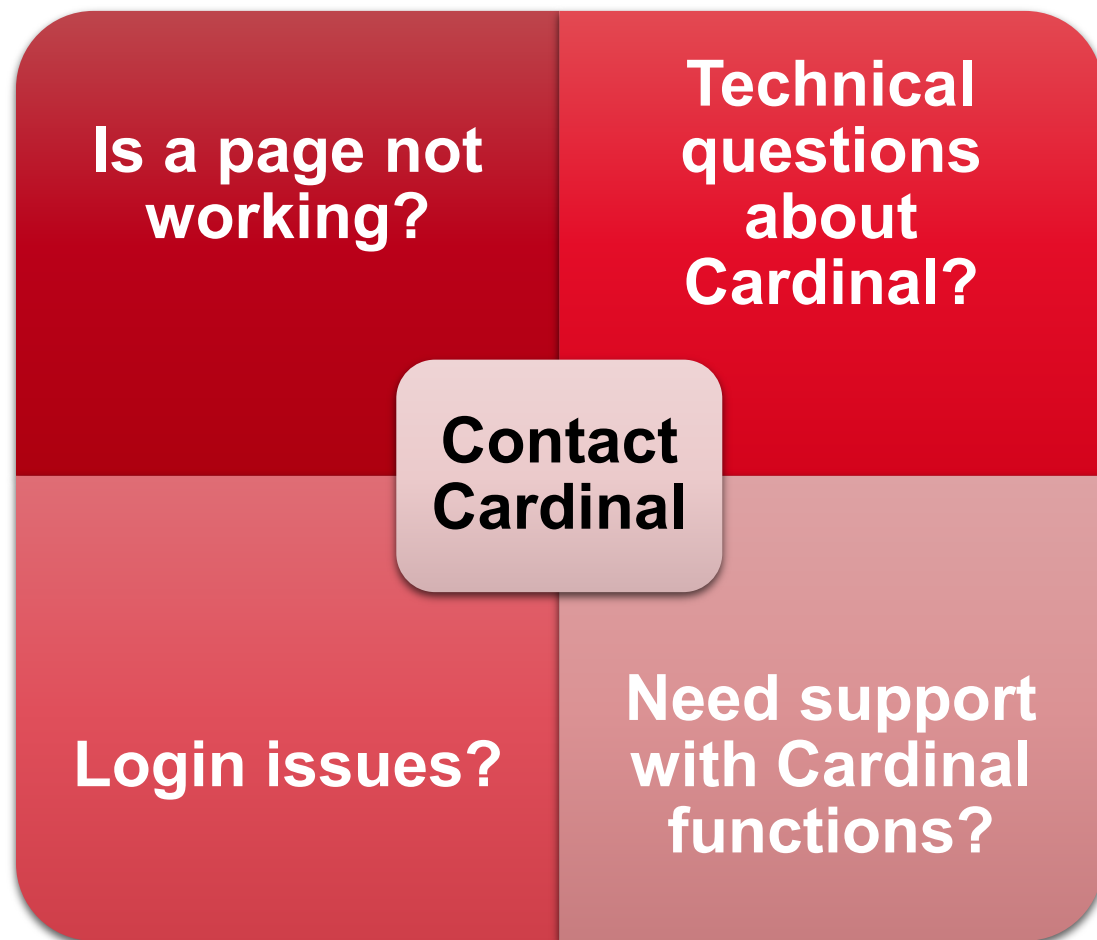 Is a page not
working?
Technical
questions
about
Cardinal?
Contact
Cardinal
Login issues?
Need support
with Cardinal
functions?